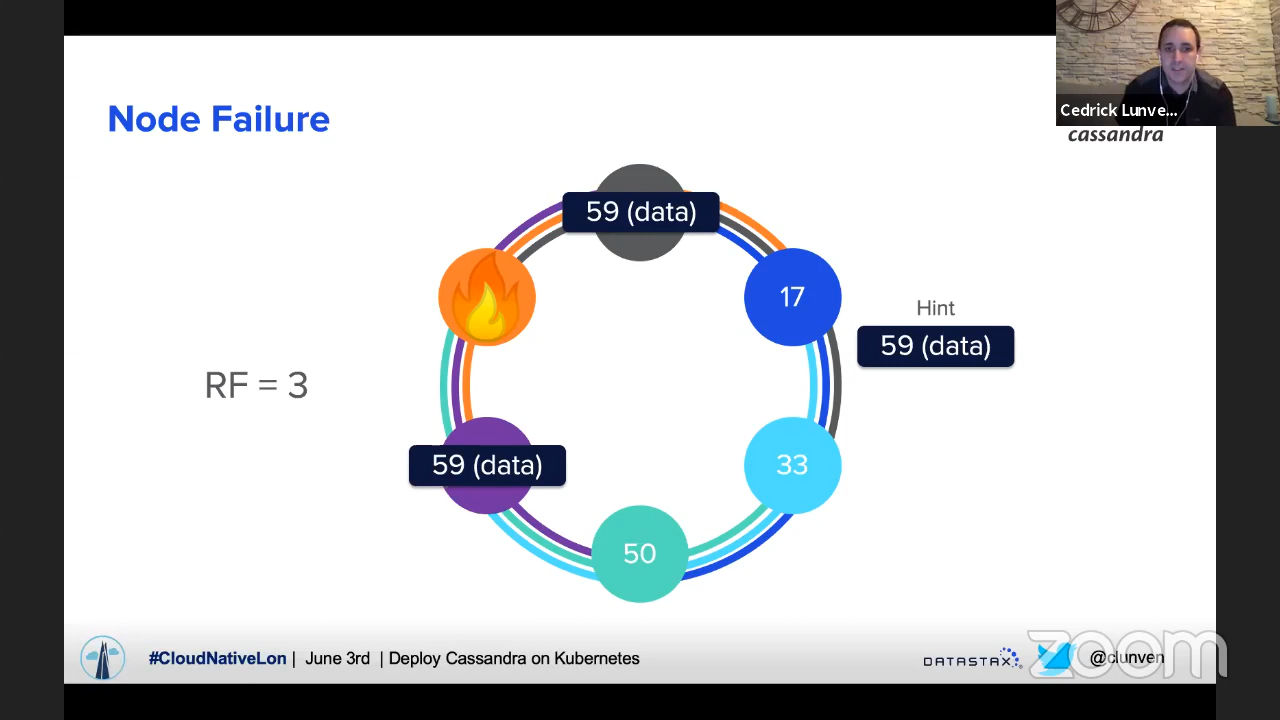 Cedrick Lunve...
cassandra
Node Failure
59 (data)
17
Hint
59 (data)
RF = 3
59 (data)
33
50
#CloudNativeLon | June 3rd | Deploy Cassandra on Kubernetes
DATASTAX
@clunven
zoom